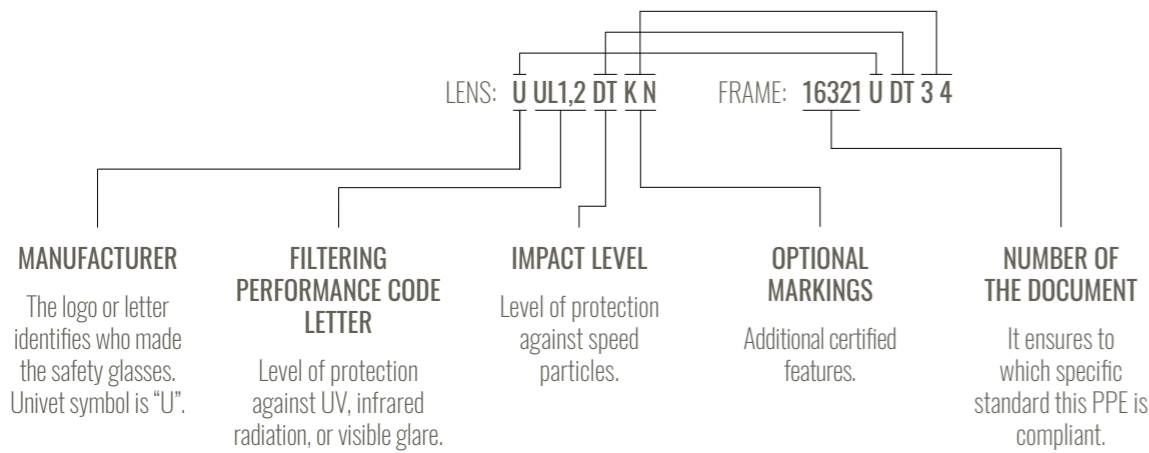 LENS: U UL1,2 DT K N FRAME: 16321 U DT 3 4
MANUFACTURER
The logo or letter
identifies who made
the safety glasses.
Univet symbol is “U”.
FILTERING
PERFORMANCE CODE
LETTER
Level of protection
against UV, infrared
radiation, or visible glare.
IMPACT LEVEL
Level of protection
against speed
particles.
OPTIONAL
MARKINGS
Additional certified
features.
NUMBER OF
THE DOCUMENT
It ensures to
which specific
standard this PPE is
compliant.